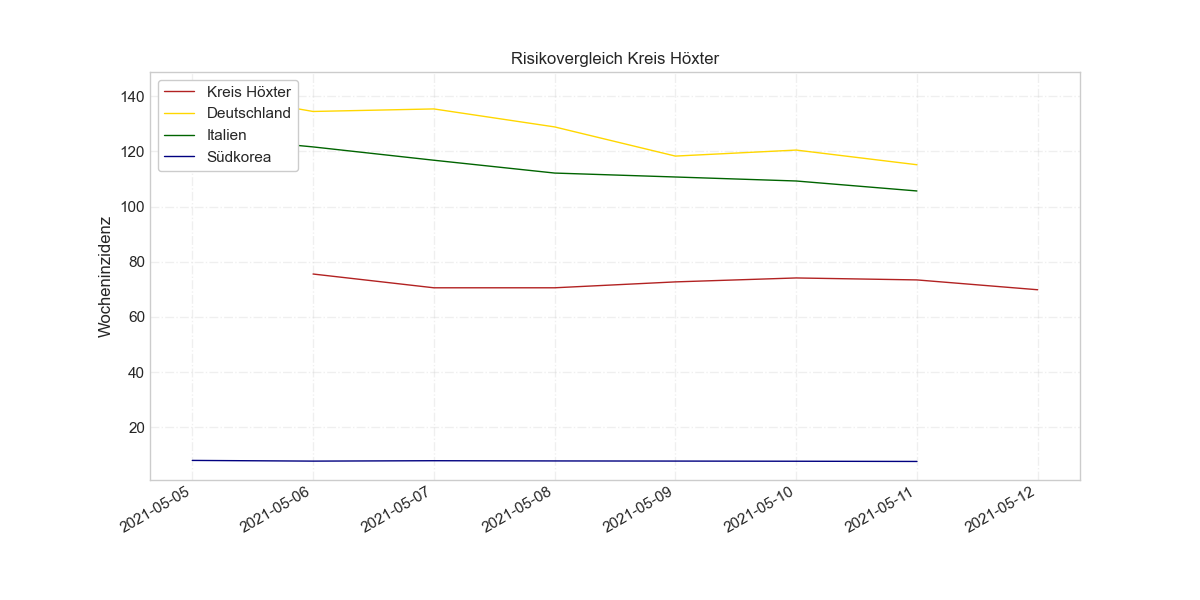 Risikovergleich Kreis Höxter
Kreis Höxter
Deutschland
Italien
Südkorea
Wocheninzidenz
140
120
100
80
60
40
20
2021-05-05
2021-05-06
2021-05-07
2021-05-08
2021-05-09
2021-05-10
2021-05-11
2021-05-12